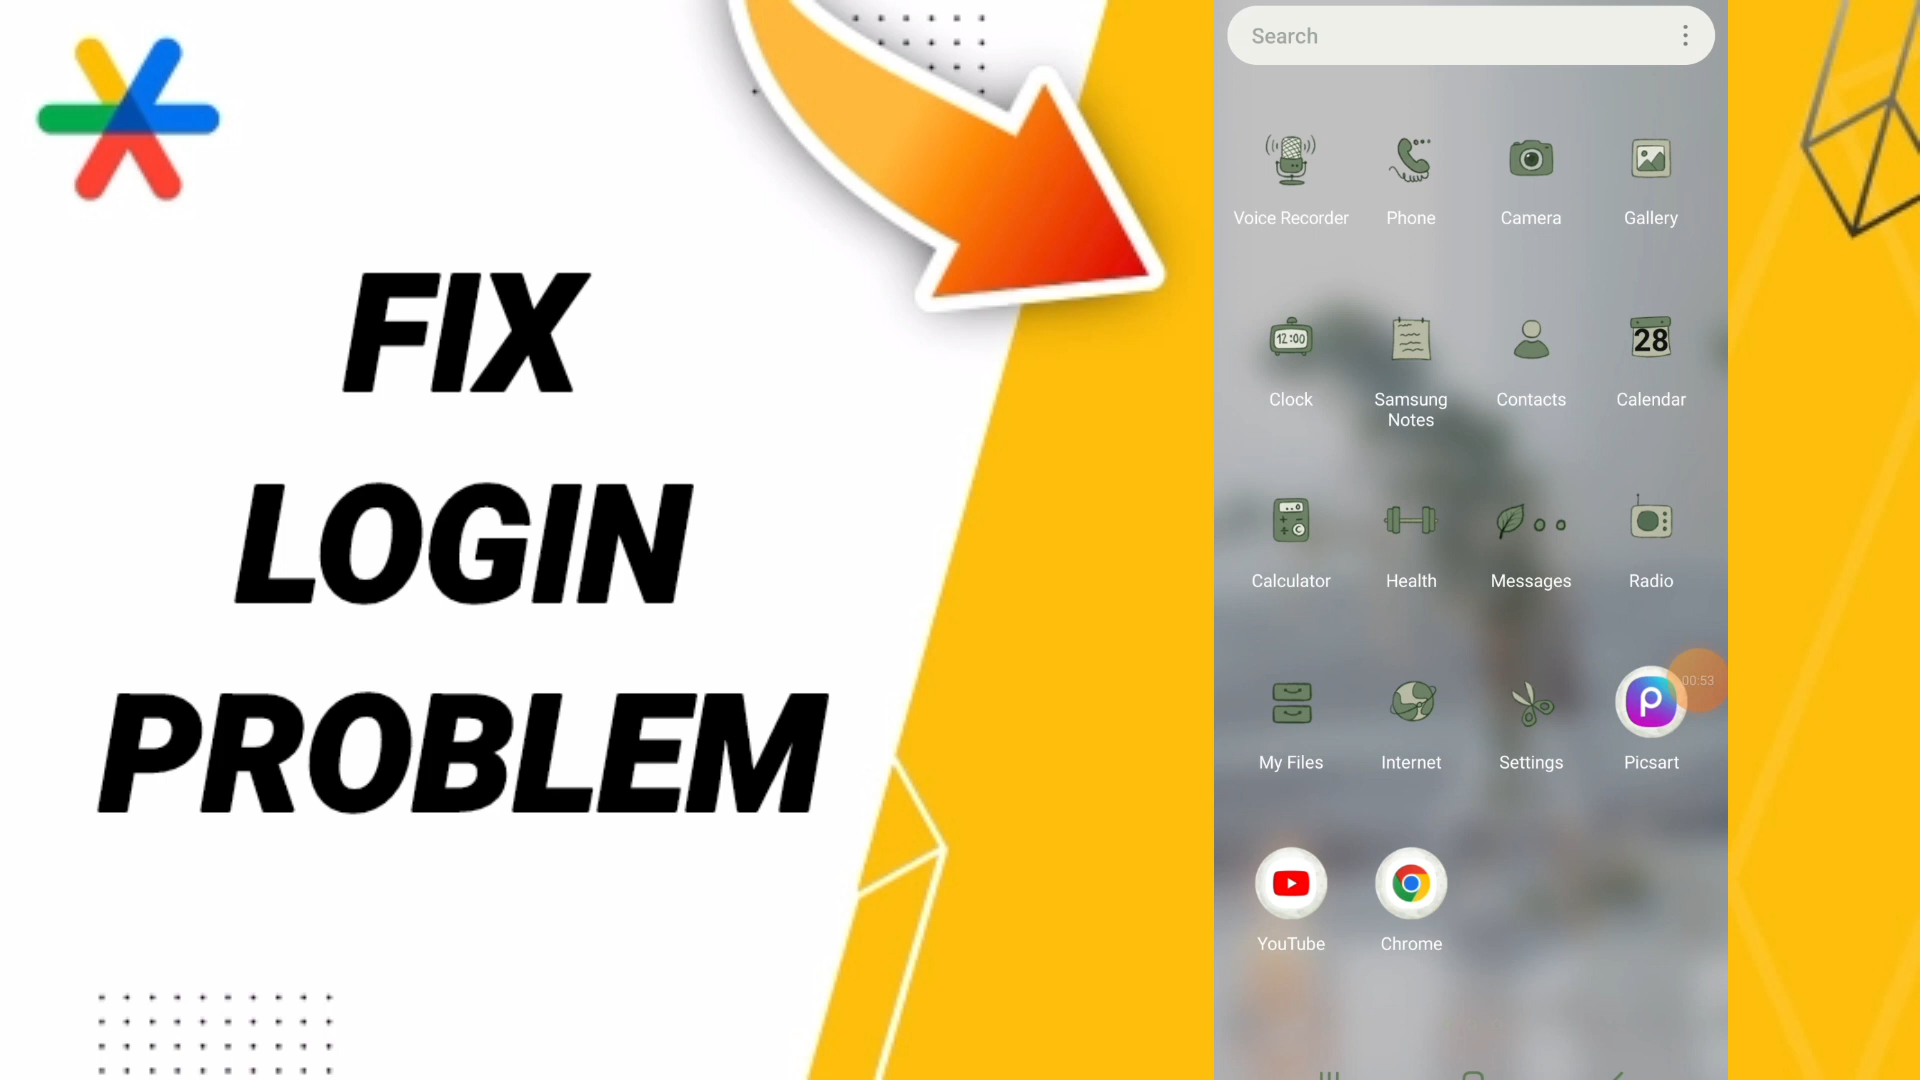 FIX
LOGIN
PROBLEM
Search
Voice Recorder
Phone
Camera
Gallery
12:00
28
Clock
Samsung
Notes
Contacts
Calendar
Calculator
Health
Messages
Radio
00:53
My Files
Internet
Settings
Picsart
YouTube
Chrome